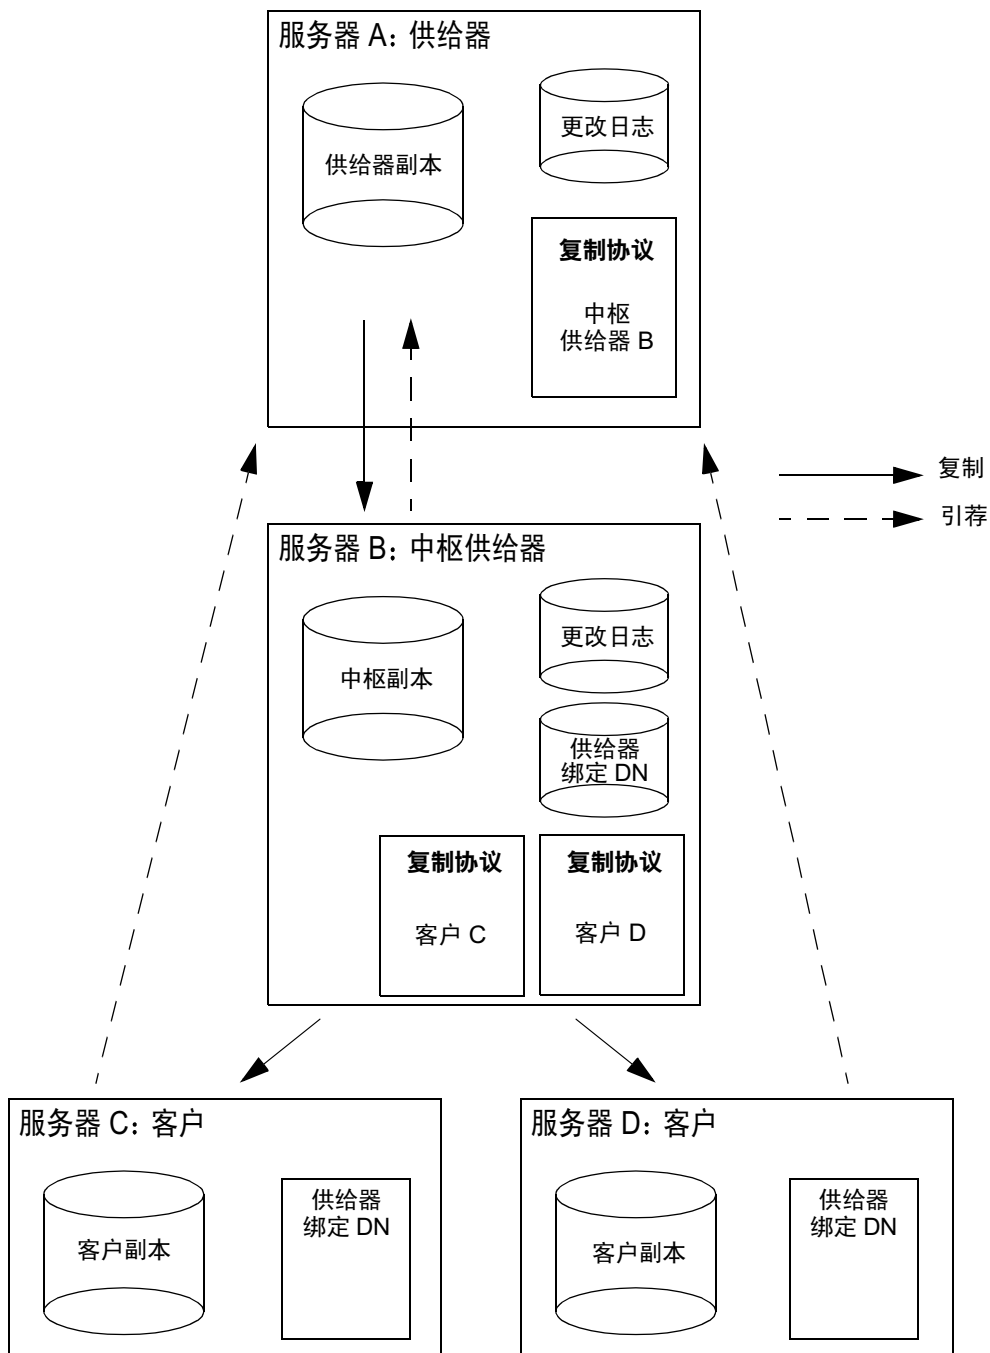 服务器 A：供给器
更改日志
供给器副本
复制协议
中枢
供给器 B
复制
引荐
服务器 B：中枢供给器
更改日志
中枢副本
供给器
绑定 DN
复制协议
客户 C
复制协议
客户 D
服务器 C：客户
供给器
绑定 DN
客户副本
服务器 D：客户
供给器
绑定 DN
客户副本